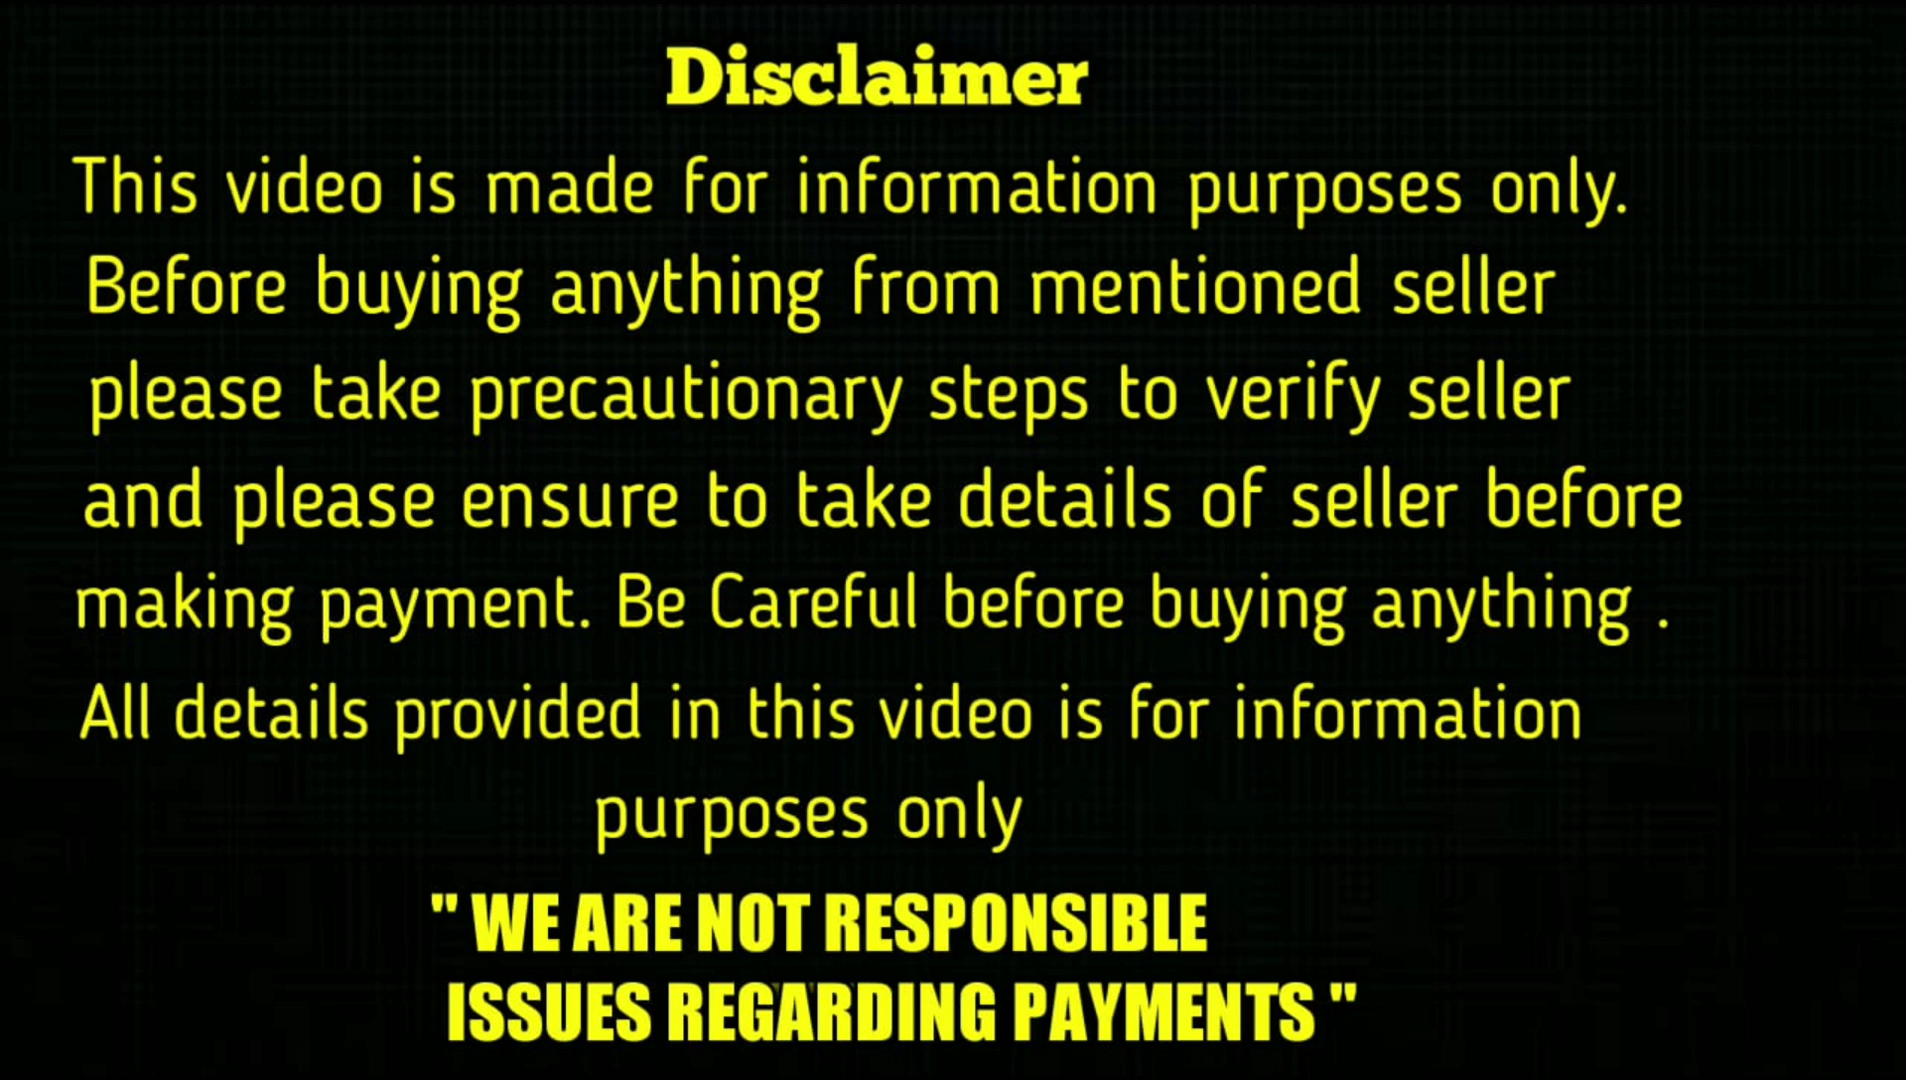 Disclaimer
This video is made for information purposes only.
Before buying anything from mentioned seller
please take precautionary steps to verify seller
and please ensure to take details of seller before
making payment. Be Careful before buying anything .
All details provided in this video is for information
purposes only
" WE ARE NOT RESPONSIBLE
ISSUES REGARDING PAYMENTS "